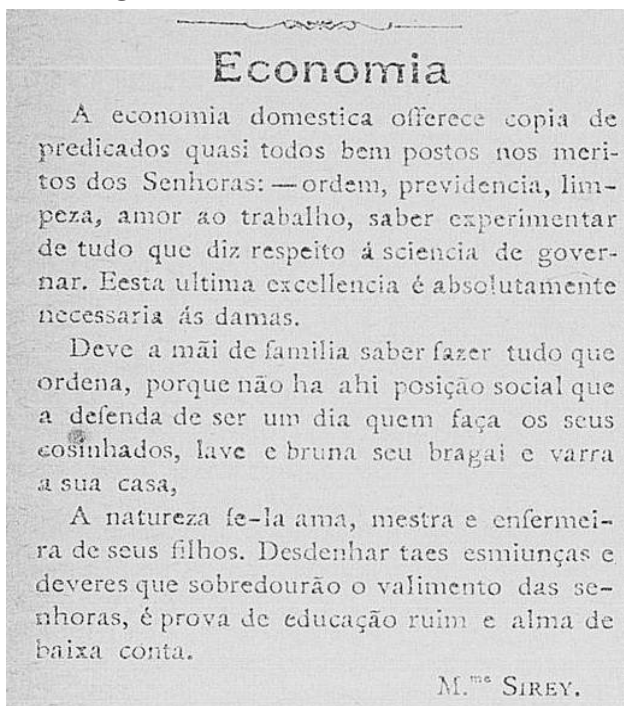 Economia
A economia domestica offerece copia de
predicados quasi todos bem postos nos meri-
tos dos Senhoras: — ordem, previdencia, lim-
peza, amor ao trabalho, saber experimentar
de tudo que diz respeito á sciencia de gover-
nar. Eesta ultima excellencia é absolutamente
necessaria ás damas.
Deve a mãi de familia saber fazer tudo que
ordena, porque não ha ahi posição social que
a defenda de ser um dia quem faça os seus
cosinhados, lave e bruna seu bragal e varra
a sua casa,
A natureza fe-la ama, mestra e enfermei-
ra de seus filhos. Desdenhar taes esmiunças e
deveres que sobredourão o valimento das se-
nhoras, é prova de educação ruim e alma de
baixa conta.
M.me SIREY.